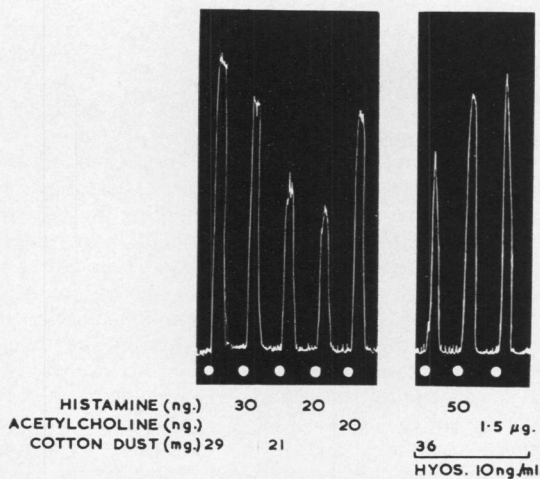 HISTAMINE (ng.) 30 20 50
ACETYLCHOLINE (ng.) 20 1·5 µg.
COTTON DUST (mg.) 29 21 36
HYOS. 10ng/ml